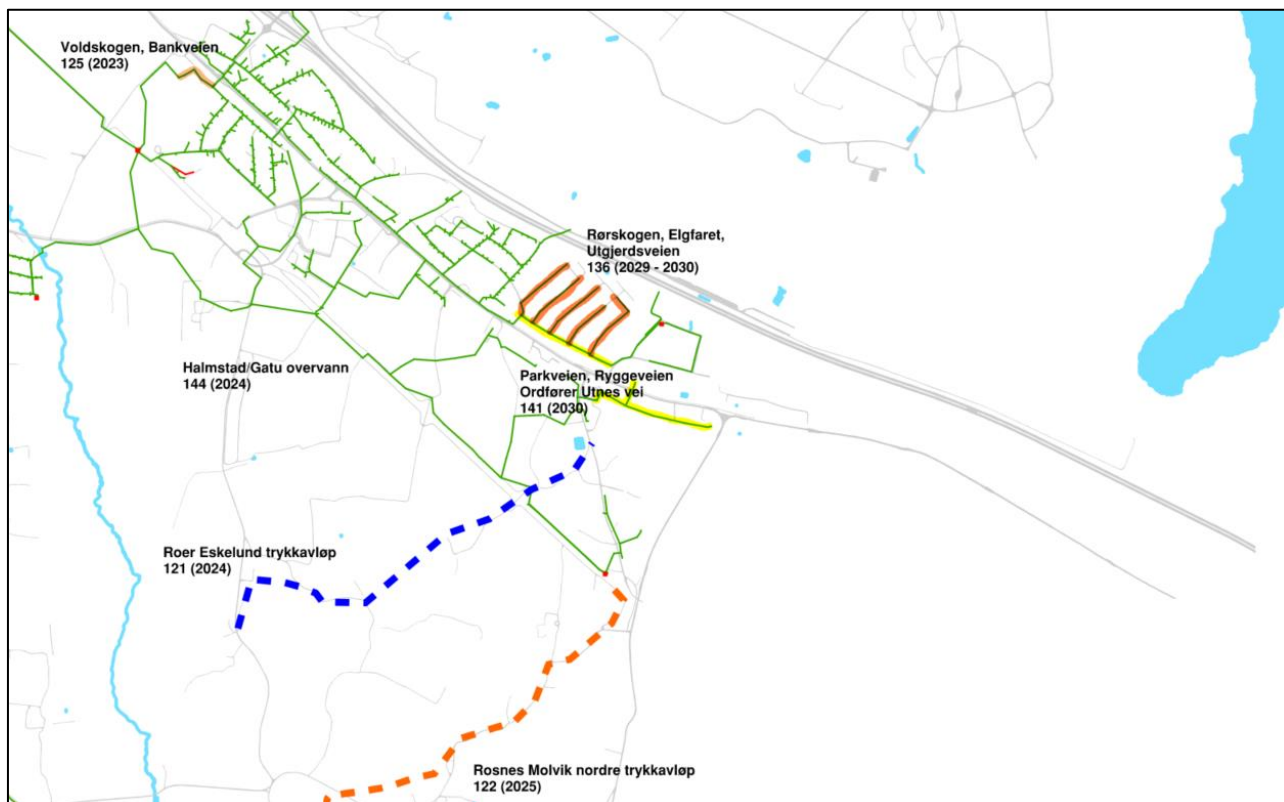 Voldskogen, Bankveien
125 (2023)
Rørskogen, Elgfaret,
Utgjerdsveien
136 (2029 - 2030)
Halmstad/Gatu overvann
144 (2024)
Parkveien, Ryggeveien
Ordfører Utnes vei
141 (2030)
Roer Eskelund trykkavløp
121 (2024)
Rosnes Molvik nordre trykkavløp
122 (2025)